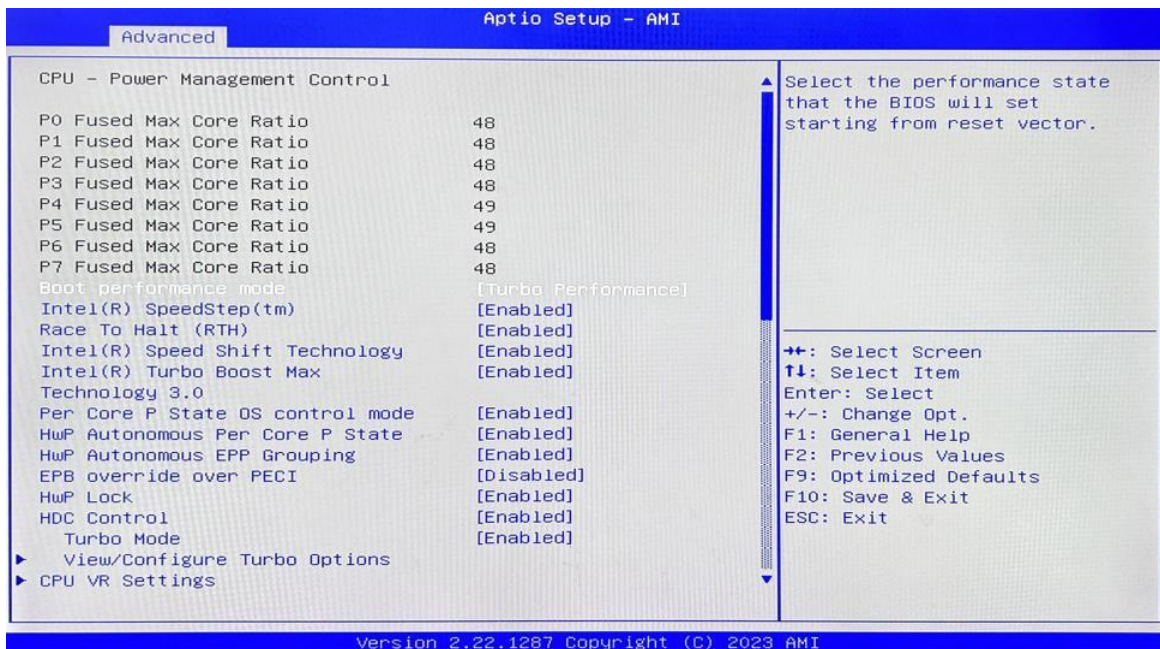 Aptio Setup - AMI
Advanced
CPU - Power Management Control
P0 Fused Max Core Ratio 48
P1 Fused Max Core Ratio 48
P2 Fused Max Core Ratio 48
P3 Fused Max Core Ratio 48
P4 Fused Max Core Ratio 49
P5 Fused Max Core Ratio 49
P6 Fused Max Core Ratio 48
P7 Fused Max Core Ratio 48
Boot performance mode [Turbo Performance]
Intel(R) SpeedStep(tm) [Enabled]
Race To Halt (RTH) [Enabled]
Intel(R) Speed Shift Technology [Enabled]
Intel(R) Turbo Boost Max [Enabled]
Technology 3.0
Per Core P State OS control mode [Enabled]
HwP Autonomous Per Core P State [Enabled]
HwP Autonomous EPP Grouping [Enabled]
EPB override over PECI [Disabled]
HwP Lock [Enabled]
HDC Control [Enabled]
Turbo Mode [Enabled]
View/Configure Turbo Options
CPU VR Settings
Select the performance state
that the BIOS will set
starting from reset vector.
→←: Select Screen
↑↓: Select Item
Enter: Select
+/-: Change Opt.
F1: General Help
F2: Previous Values
F9: Optimized Defaults
F10: Save & Exit
ESC: Exit
Version 2.22.1287 Copyright (C) 2023 AMI